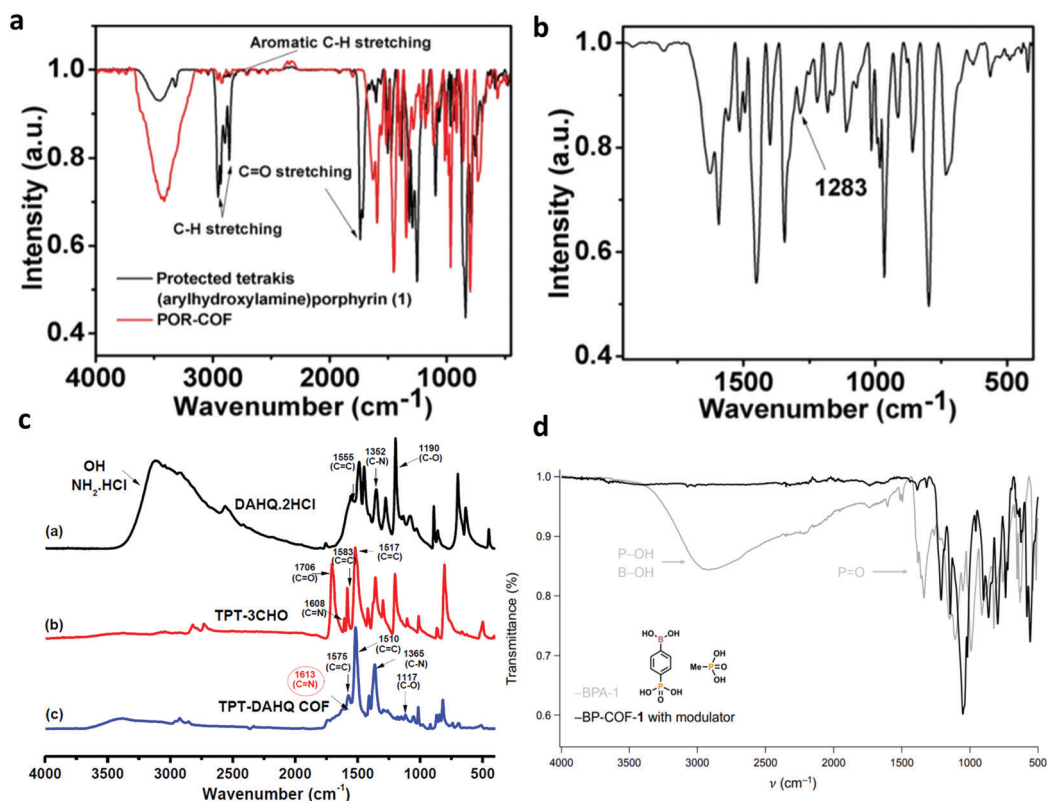 a
Aromatic C-H stretching
C=O stretching
C-H stretching
Protected tetrakis
(arylhydroxylamine)porphyrin (1)
POR-COF
Intensity (a.u.)
1.0
0.8
0.6
0.4
4000
3000
2000
1000
Wavenumber (cm-1)
b
1283
Intensity (a.u.)
1.0
0.8
0.6
0.4
1500
1000
500
Wavenumber (cm-1)
c
OH
NH2.HCl
1555
(C=C)
1352
(C-N)
1190
(C-O)
DAHQ.2HCl
(a)
1706
(C=O)
1583
(C=C)
1517
(C=C)
1608
(C=N)
TPT-3CHO
(b)
1613
(C=N)
1575
(C=C)
1510
(C=C)
1365
(C-N)
1117
(C-O)
TPT-DAHQ COF
(c)
4000
3500
3000
2500
2000
1500
1000
500
Wavenumber (cm-1)
d
Transmittance (%)
1.0
0.9
0.8
0.7
0.6
P–OH
B–OH
P=O
HO
B
OH
HO
P
OH
O
Me
P
OH
O
OH
–BPA-1
–BP-COF-1 with modulator
4000
3500
3000
2500
2000
1500
1000
500
ν (cm−1)